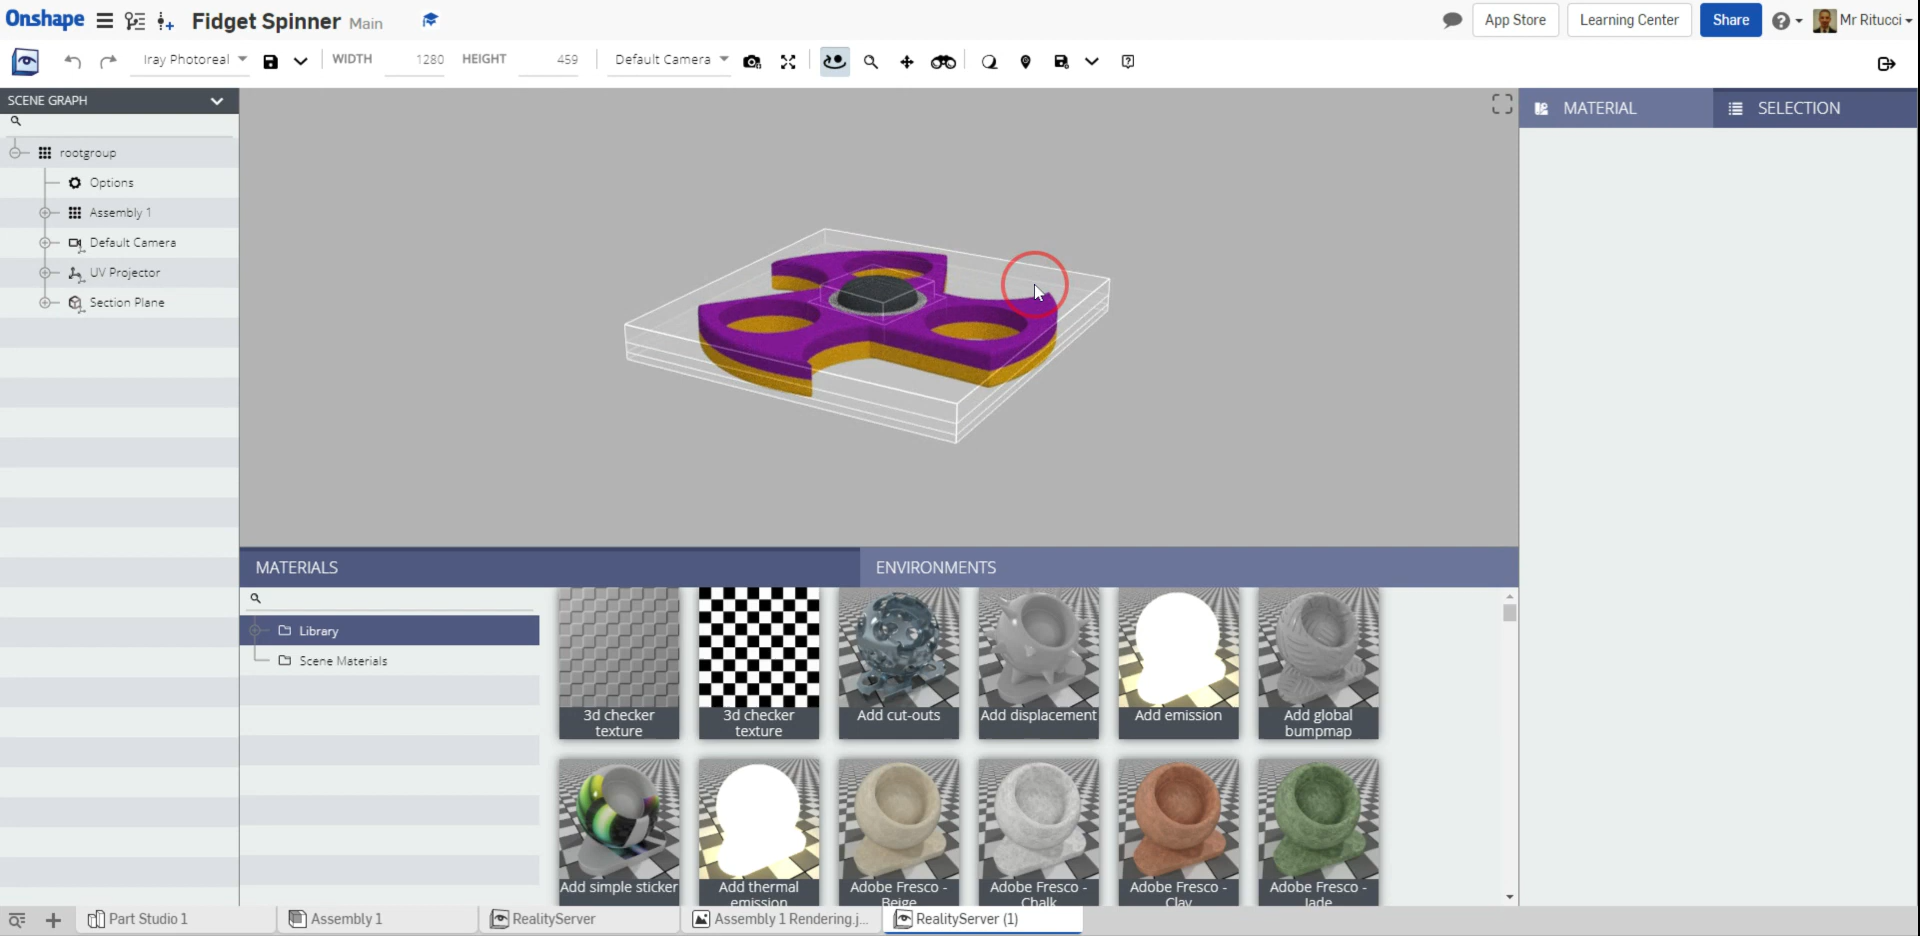 Onshape Fidget Spinner Main App Store Learning Center Share Mr Ritucci
Iray Photoreal WIDTH 1280 HEIGHT 459 Default Camera
SCENE GRAPH
rootgroup
Options
Assembly 1
Default Camera
UV Projector
Section Plane
MATERIAL SELECTION
MATERIALS ENVIRONMENTS
Library
Scene Materials
3d checker
texture
3d checker
texture
Add cut-outs
Add displacement
Add emission
Add global
bumpmap
Add simple sticker
Add thermal
emission
Adobe Fresco -
Beige
Adobe Fresco -
Chalk
Adobe Fresco -
Clay
Adobe Fresco -
Jade
Part Studio 1 Assembly 1 RealityServer Assembly 1 Rendering.j... RealityServer (1)